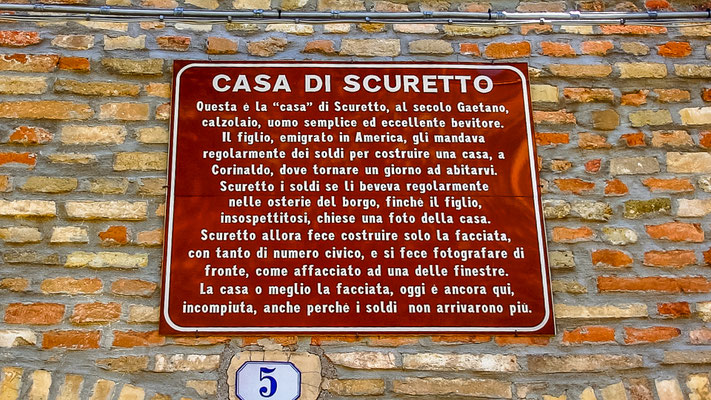 CASA DI SCURETTO
Questa è la "casa" di Scuretto, al secolo Gaetano,
calzolaio, uomo semplice ed eccellente bevitore.
Il figlio, emigrato in America, gli mandava
regolarmente dei soldi per costruire una casa, a
Corinaldo, dove tornare un giorno ad abitarvi.
Scuretto i soldi se li beveva regolarmente
nelle osterie del borgo, finchè il figlio,
insospettitosi, chiese una foto della casa.
Scuretto allora fece costruire solo la facciata,
con tanto di numero civico, e si fece fotografare di
fronte, come affacciato ad una delle finestre.
La casa o meglio la facciata, oggi è ancora qui,
incompiuta, anche perchè i soldi non arrivarono più.
5